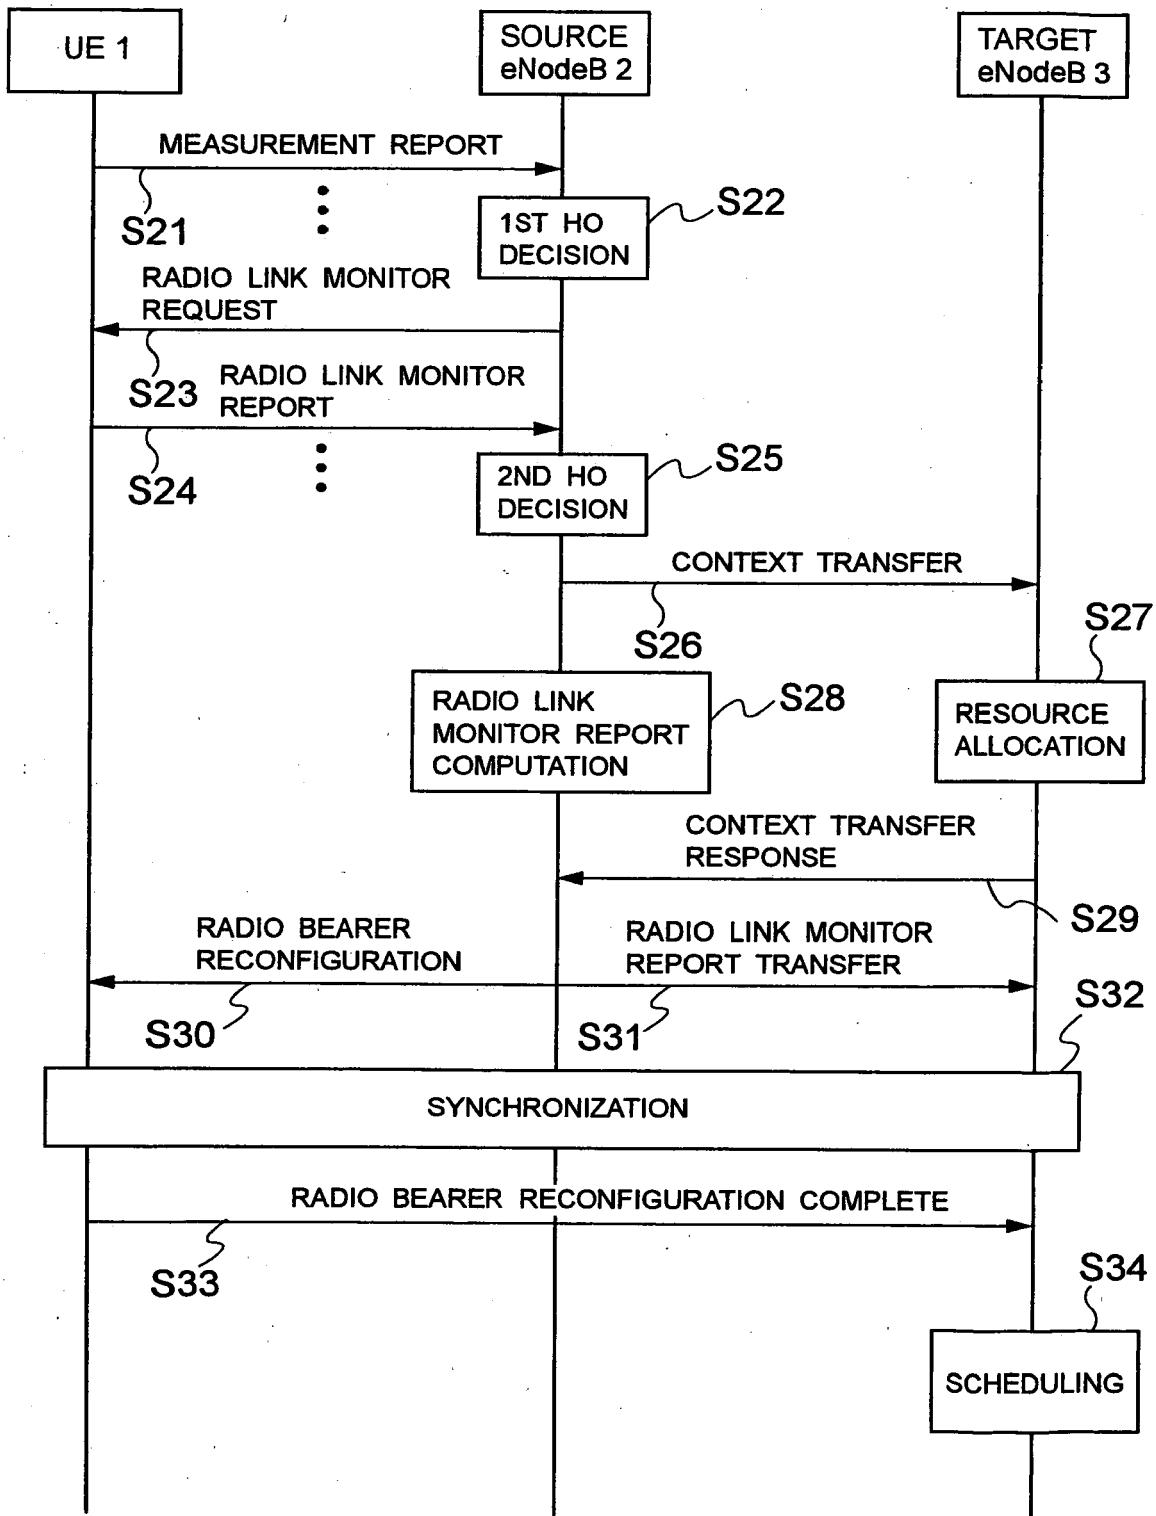 UE 1
SOURCE
eNodeB 2
TARGET
eNodeB 3
MEASUREMENT REPORT
S21
1ST HO
DECISION
S22
RADIO LINK MONITOR
REQUEST
S23
RADIO LINK MONITOR
REPORT
S24
2ND HO
DECISION
S25
CONTEXT TRANSFER
S26
S27
RESOURCE
ALLOCATION
RADIO LINK
MONITOR REPORT
COMPUTATION
S28
CONTEXT TRANSFER
RESPONSE
S29
RADIO BEARER
RECONFIGURATION
S30
RADIO LINK MONITOR
REPORT TRANSFER
S31
S32
SYNCHRONIZATION
RADIO BEARER RECONFIGURATION COMPLETE
S33
S34
SCHEDULING